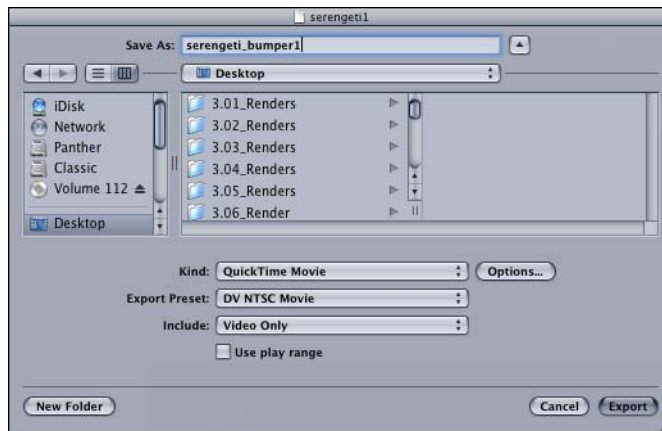 serengeti1
Save As: serengeti_bumper1
Desktop
iDisk
Network
Panther
Classic
Volume 112
Desktop
3.01_Renders
3.02_Renders
3.03_Renders
3.04_Renders
3.05_Renders
3.06_Render
Kind: QuickTime Movie
Options...
Export Preset: DV NTSC Movie
Include: Video Only
Use play range
New Folder
Cancel
Export